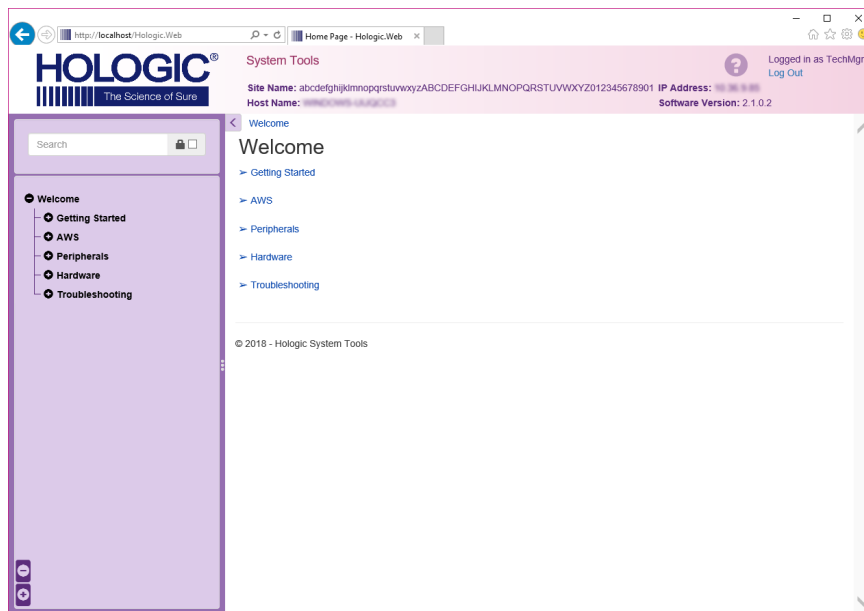 http://localhost/Hologic.Web
Home Page - Hologic.Web
HOLOGIC®
The Science of Sure
System Tools
Logged in as TechMgr
Log Out
Site Name: abcdefghijklmnopqrstuvwxyzABCDEFGHIJKLMNOPQRSTUVWXYZ012345678901 IP Address:
Host Name:
Software Version: 2.1.0.2
Search
Welcome
Getting Started
AWS
Peripherals
Hardware
Troubleshooting
Welcome
Welcome
➢ Getting Started
➢ AWS
➢ Peripherals
➢ Hardware
➢ Troubleshooting
© 2018 - Hologic System Tools